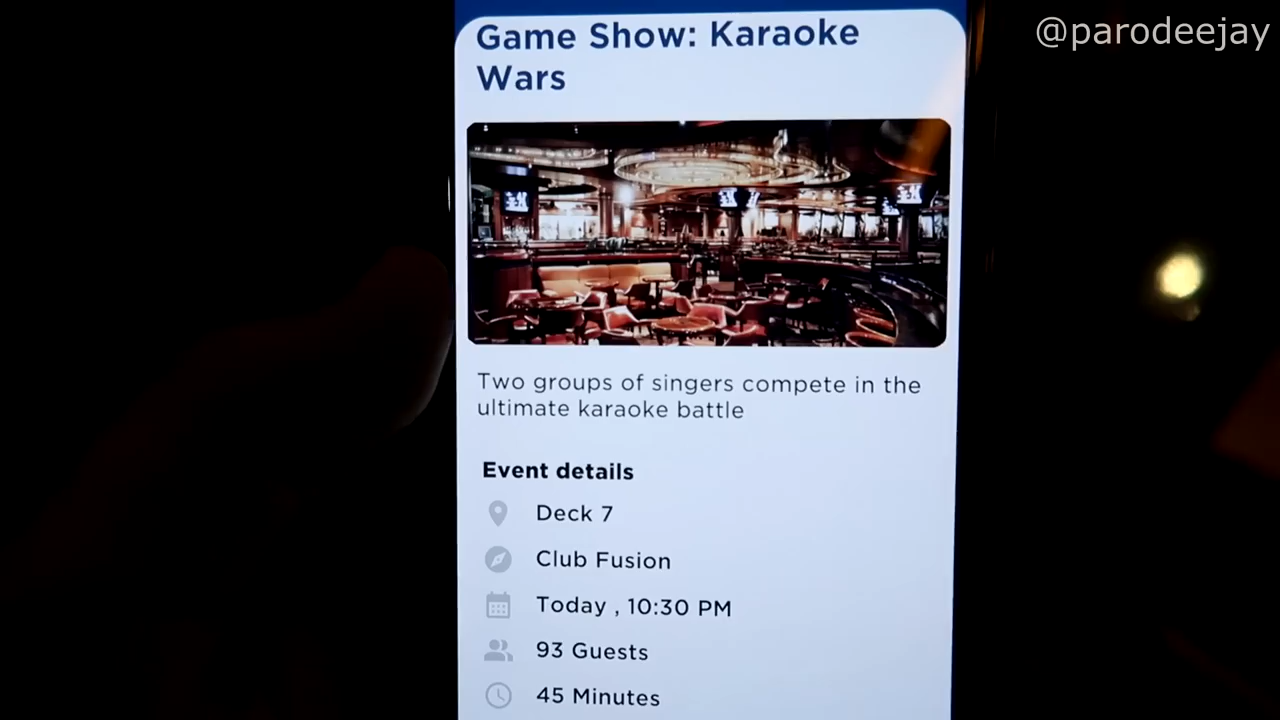 @parodeejay
Game Show: Karaoke
Wars
Two groups of singers compete in the
ultimate karaoke battle
Event details
Deck 7
Club Fusion
Today , 10:30 PM
93 Guests
45 Minutes